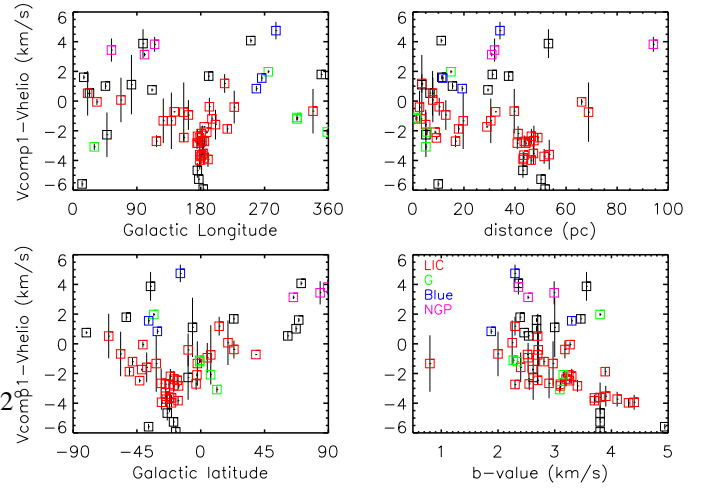 Vcomp1-Vhelio (km/s)
6
4
2
0
-2
-4
-6
0 90 180 270 360
Galactic Longitude
Vcomp1-Vhelio (km/s)
6
4
2
0
-2
-4
-6
0 20 40 60 80 100
distance (pc)
Vcomp1-Vhelio (km/s)
6
4
2
0
-2
-4
-6
-90 -45 0 45 90
Galactic latitude
2
6
4
2
0
-2
-4
-6
LIC
G
Blue
NGP
1 2 3 4 5
b-value (km/s)